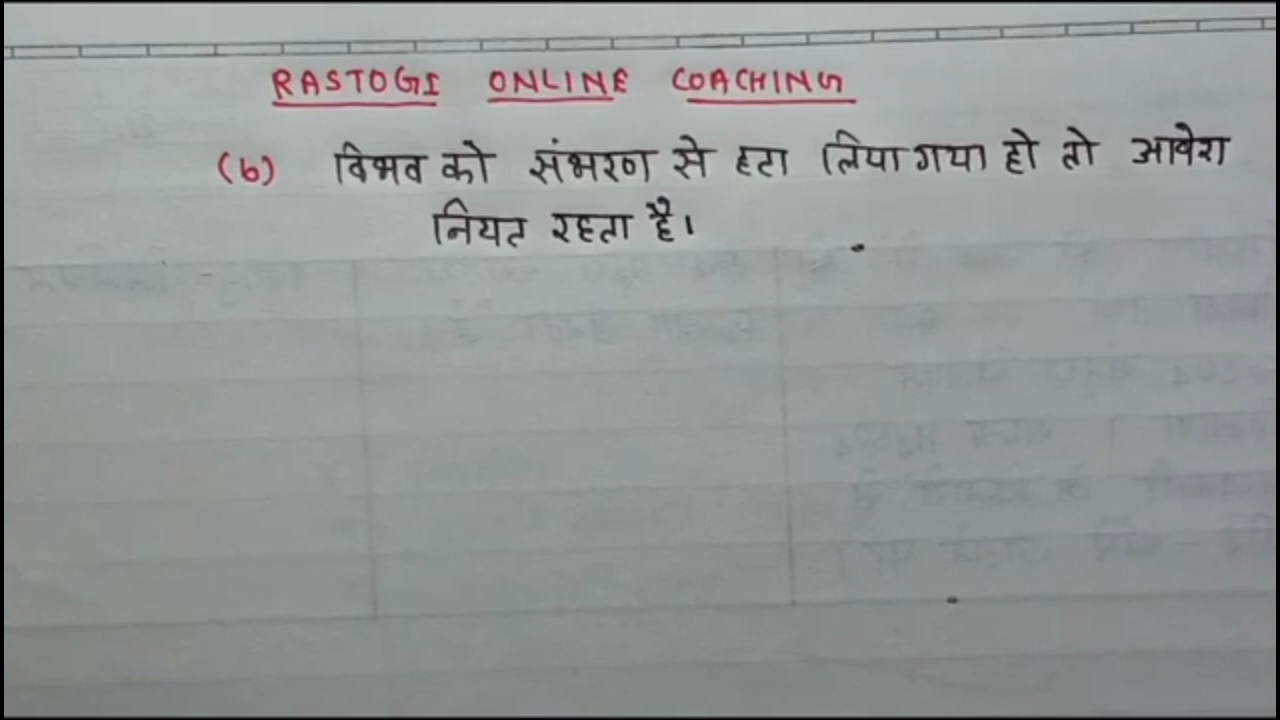 RASTOGI ONLINE COACHING
(b) विभव को संभरण से हटा लिया गया हो तो आवेश
नियत रहता है।